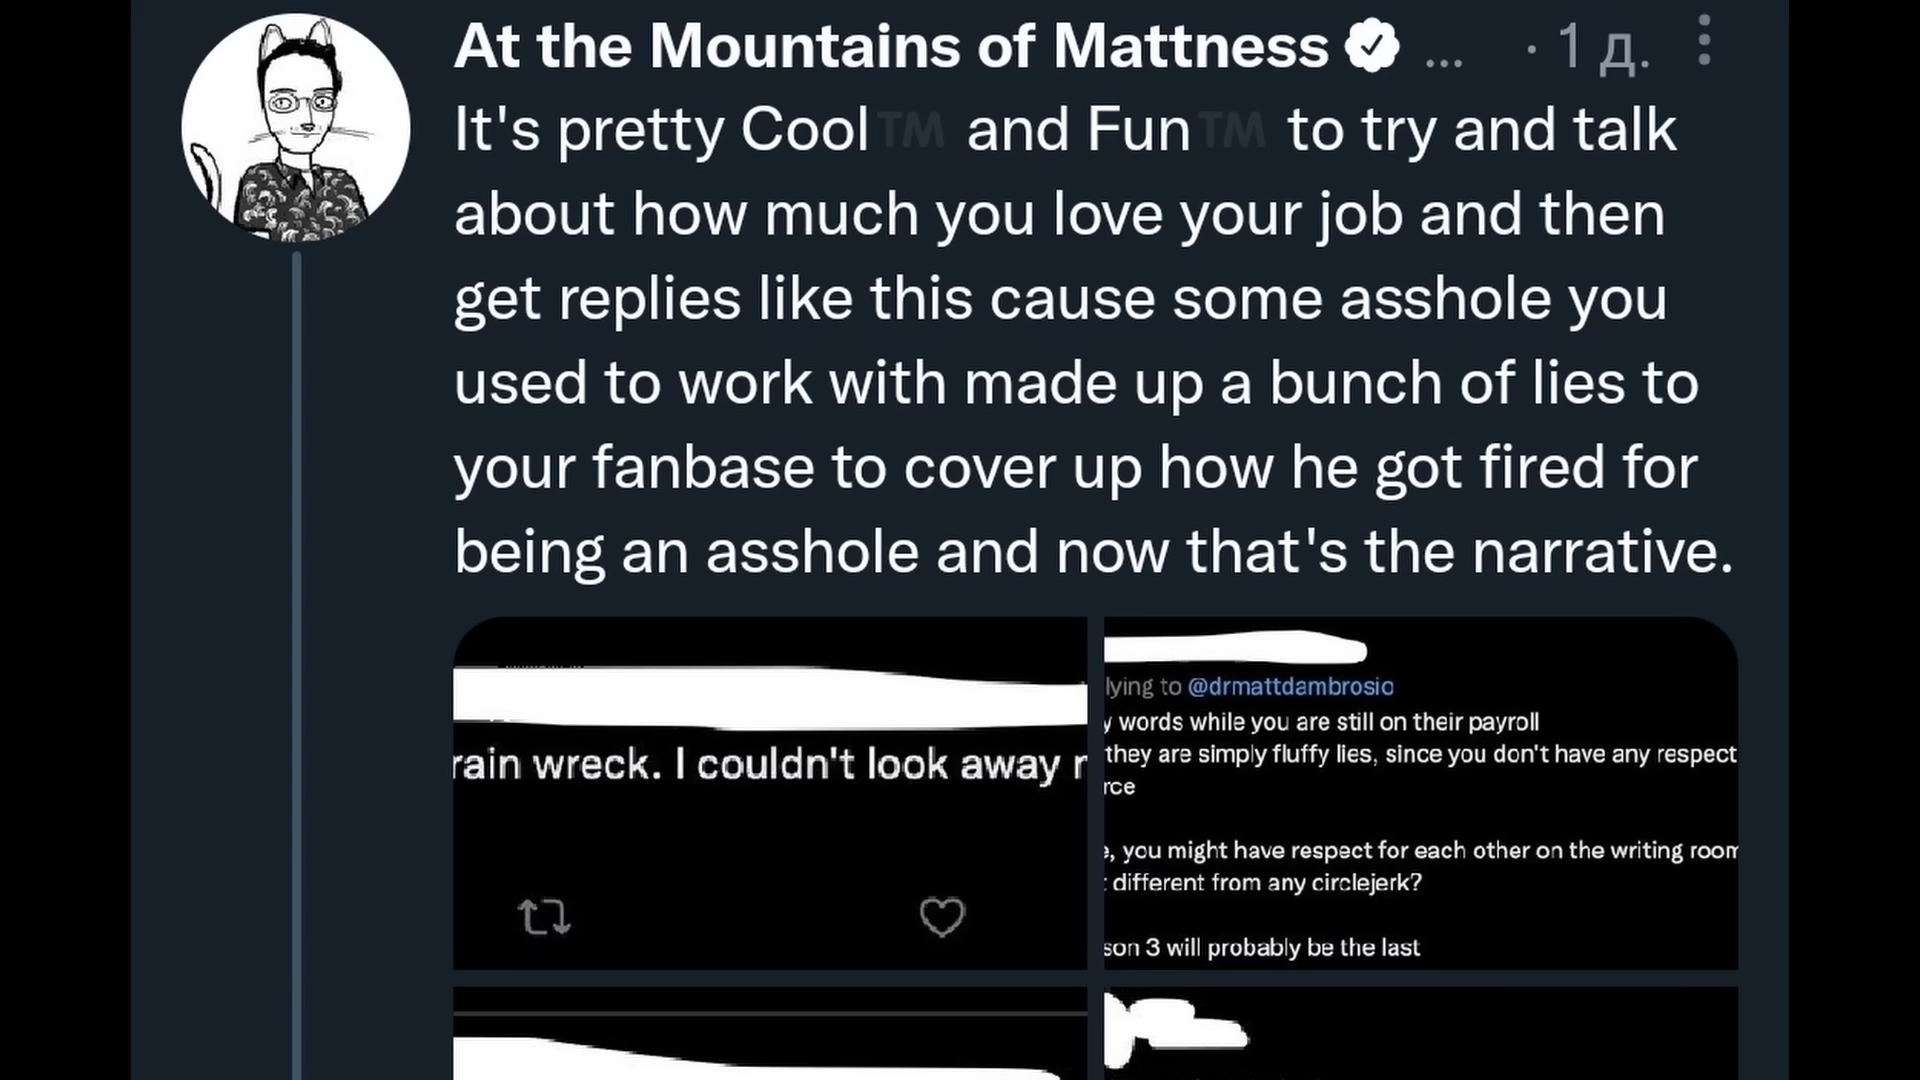 At the Mountains of Mattness ... · 1 д.
It's pretty Cool™ and Fun™ to try and talk
about how much you love your job and then
get replies like this cause some asshole you
used to work with made up a bunch of lies to
your fanbase to cover up how he got fired for
being an asshole and now that's the narrative.
rain wreck. I couldn't look away
lying to @drmattdambrosio
y words while you are still on their payroll
they are simply fluffy lies, since you don't have any respect
rce
e, you might have respect for each other on the writing room
different from any circlejerk?
son 3 will probably be the last